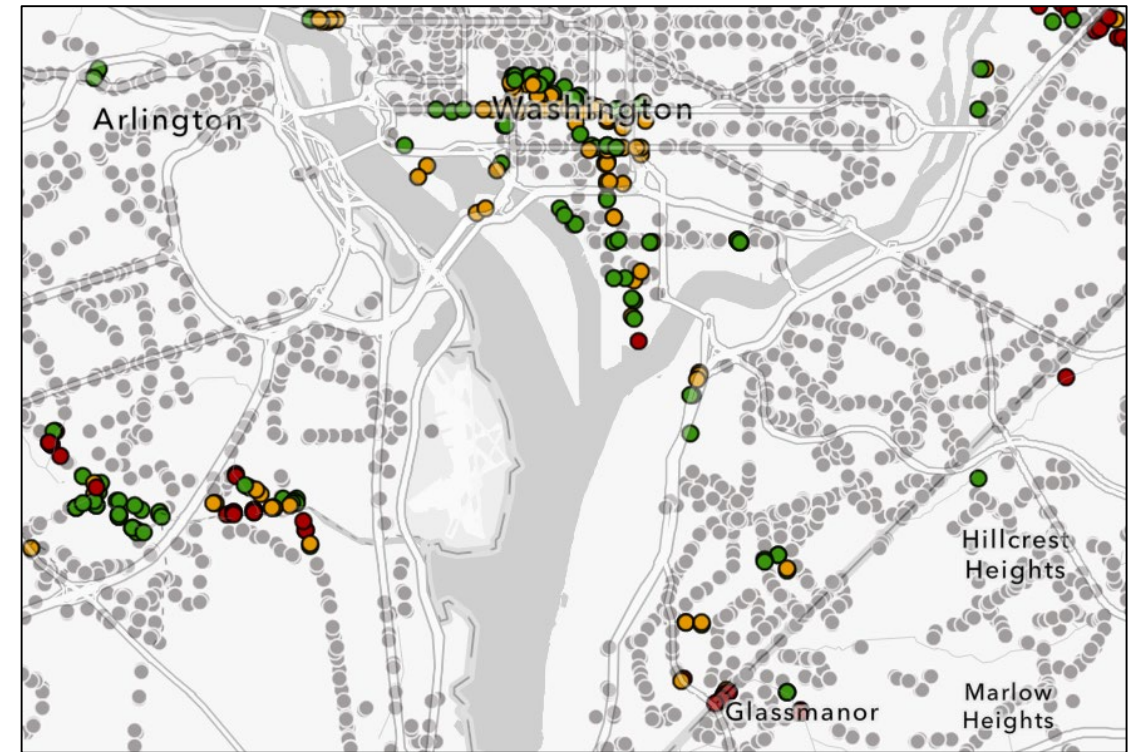 Washington
Arlington
Hillcrest
Heights
Marlow
Heights
Glassmanor